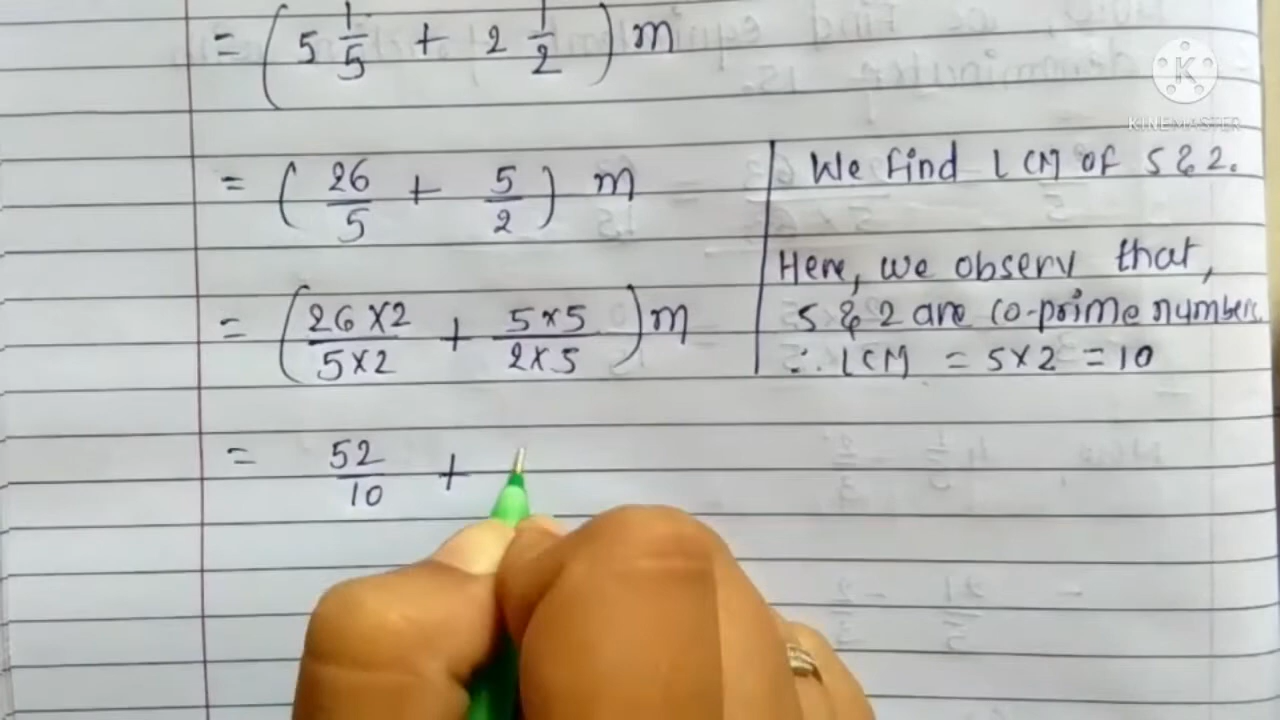 = (5 1/5 + 2 1/2) m
KINEMASTER
= (26/5 + 5/2) m
We find LCM of 5 & 2.
Here, we observe that,
= (26×2/5×2 + 5×5/2×5) m
5 & 2 are co-prime numbers
∴ LCM = 5×2 = 10
= 52/10 +